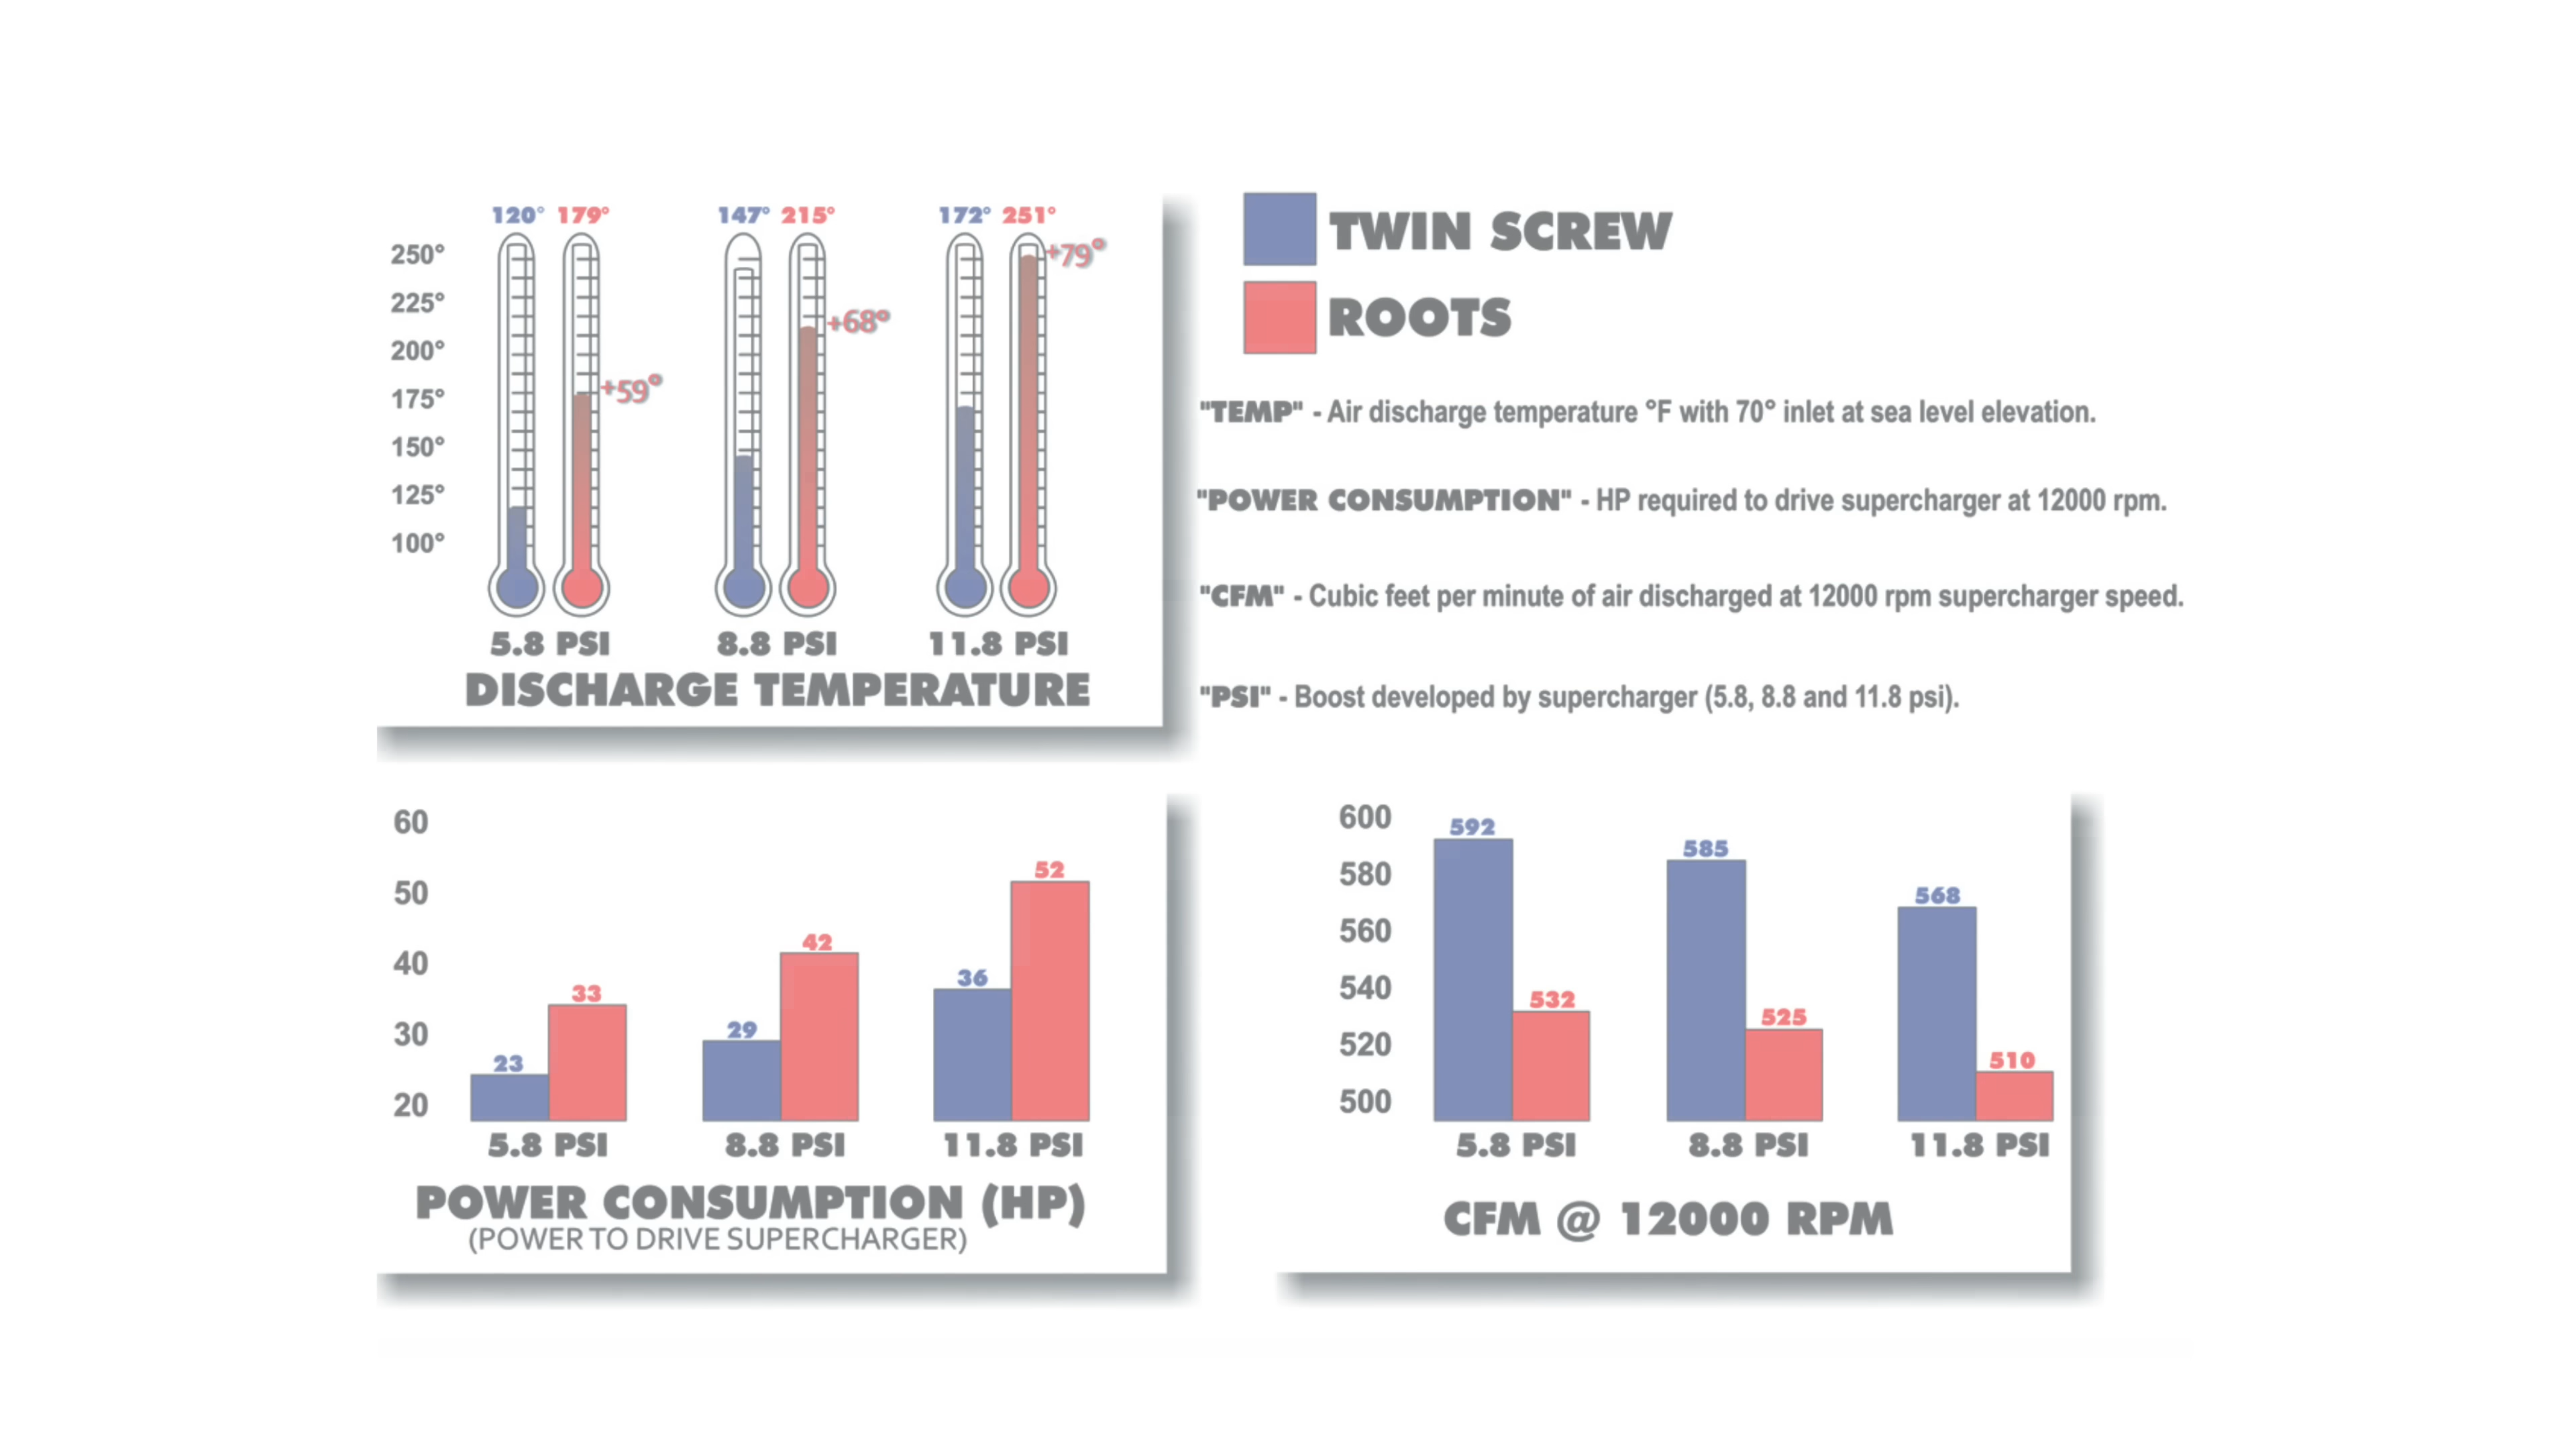 120° 179° 147° 215° 172° 251°
250°
225°
200°
175°
150°
125°
100°
+59°
+68°
+79°
5.8 PSI 8.8 PSI 11.8 PSI
DISCHARGE TEMPERATURE
TWIN SCREW
ROOTS
"TEMP" - Air discharge temperature °F with 70° inlet at sea level elevation.
"POWER CONSUMPTION" - HP required to drive supercharger at 12000 rpm.
"CFM" - Cubic feet per minute of air discharged at 12000 rpm supercharger speed.
"PSI" - Boost developed by supercharger (5.8, 8.8 and 11.8 psi).
60
50
40
30
20
23 33 29 42 36 52
5.8 PSI 8.8 PSI 11.8 PSI
POWER CONSUMPTION (HP)
(POWER TO DRIVE SUPERCHARGER)
600
580
560
540
520
500
592 532 585 525 568 510
5.8 PSI 8.8 PSI 11.8 PSI
CFM @ 12000 RPM